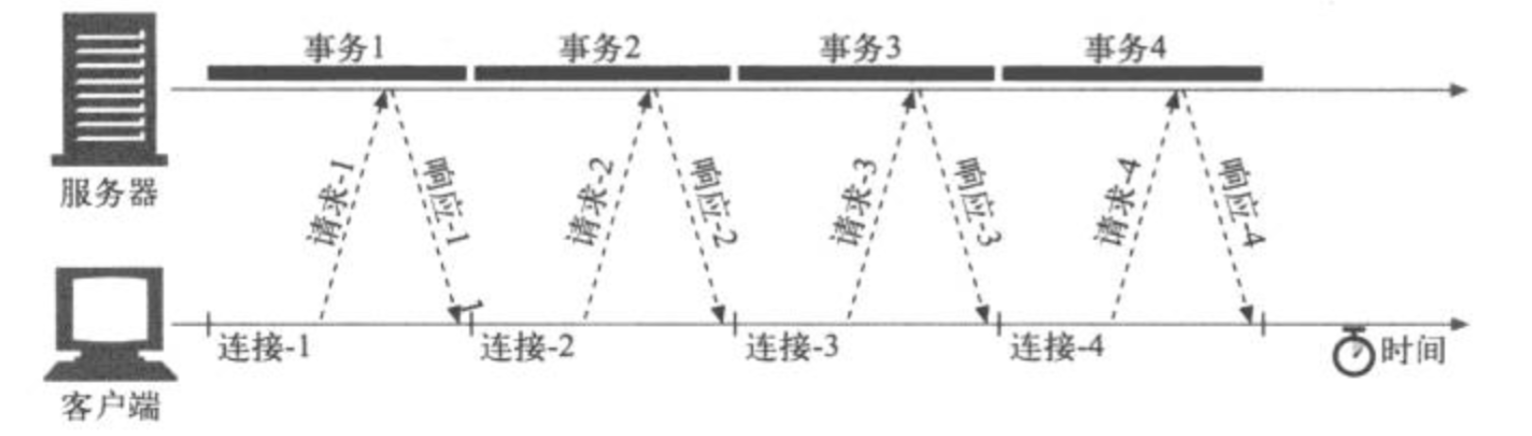 事务1 事务2 事务3 事务4
服务器
请求-1 响应-1 请求-2 响应-2 请求-3 响应-3 请求-4 响应-4
连接-1 连接-2 连接-3 连接-4
时间
客户端